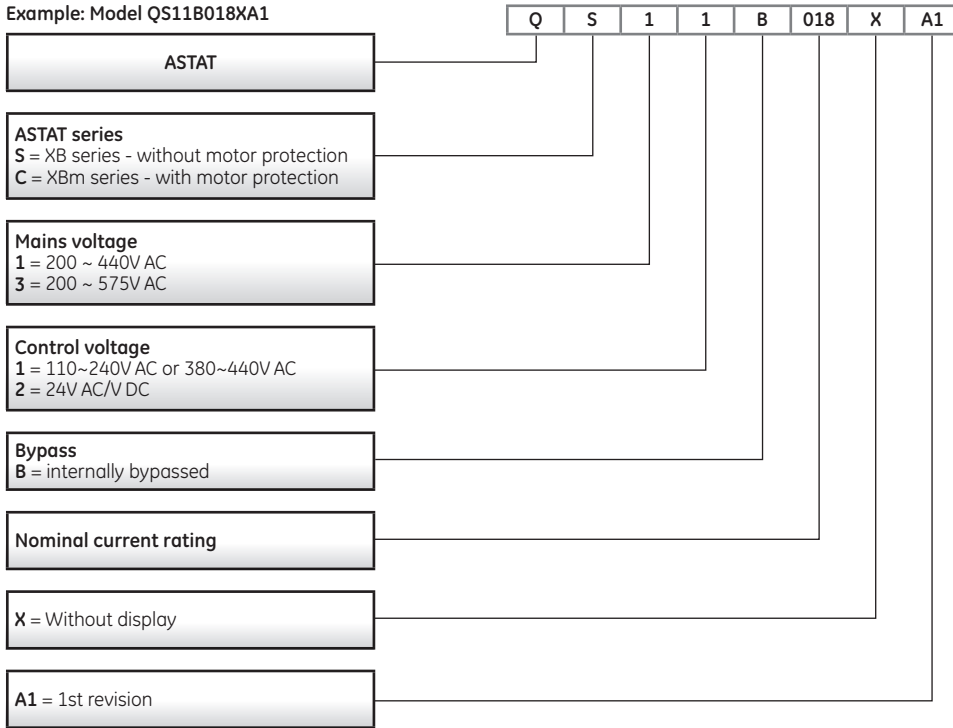 Example: Model QS11B018XA1
Q S 1 1 B 018 X A1
ASTAT
ASTAT series
S = XB series - without motor protection
C = XBm series - with motor protection
Mains voltage
1 = 200 ~ 440V AC
3 = 200 ~ 575V AC
Control voltage
1 = 110~240V AC or 380~440V AC
2 = 24V AC/V DC
Bypass
B = internally bypassed
Nominal current rating
X = Without display
A1 = 1st revision